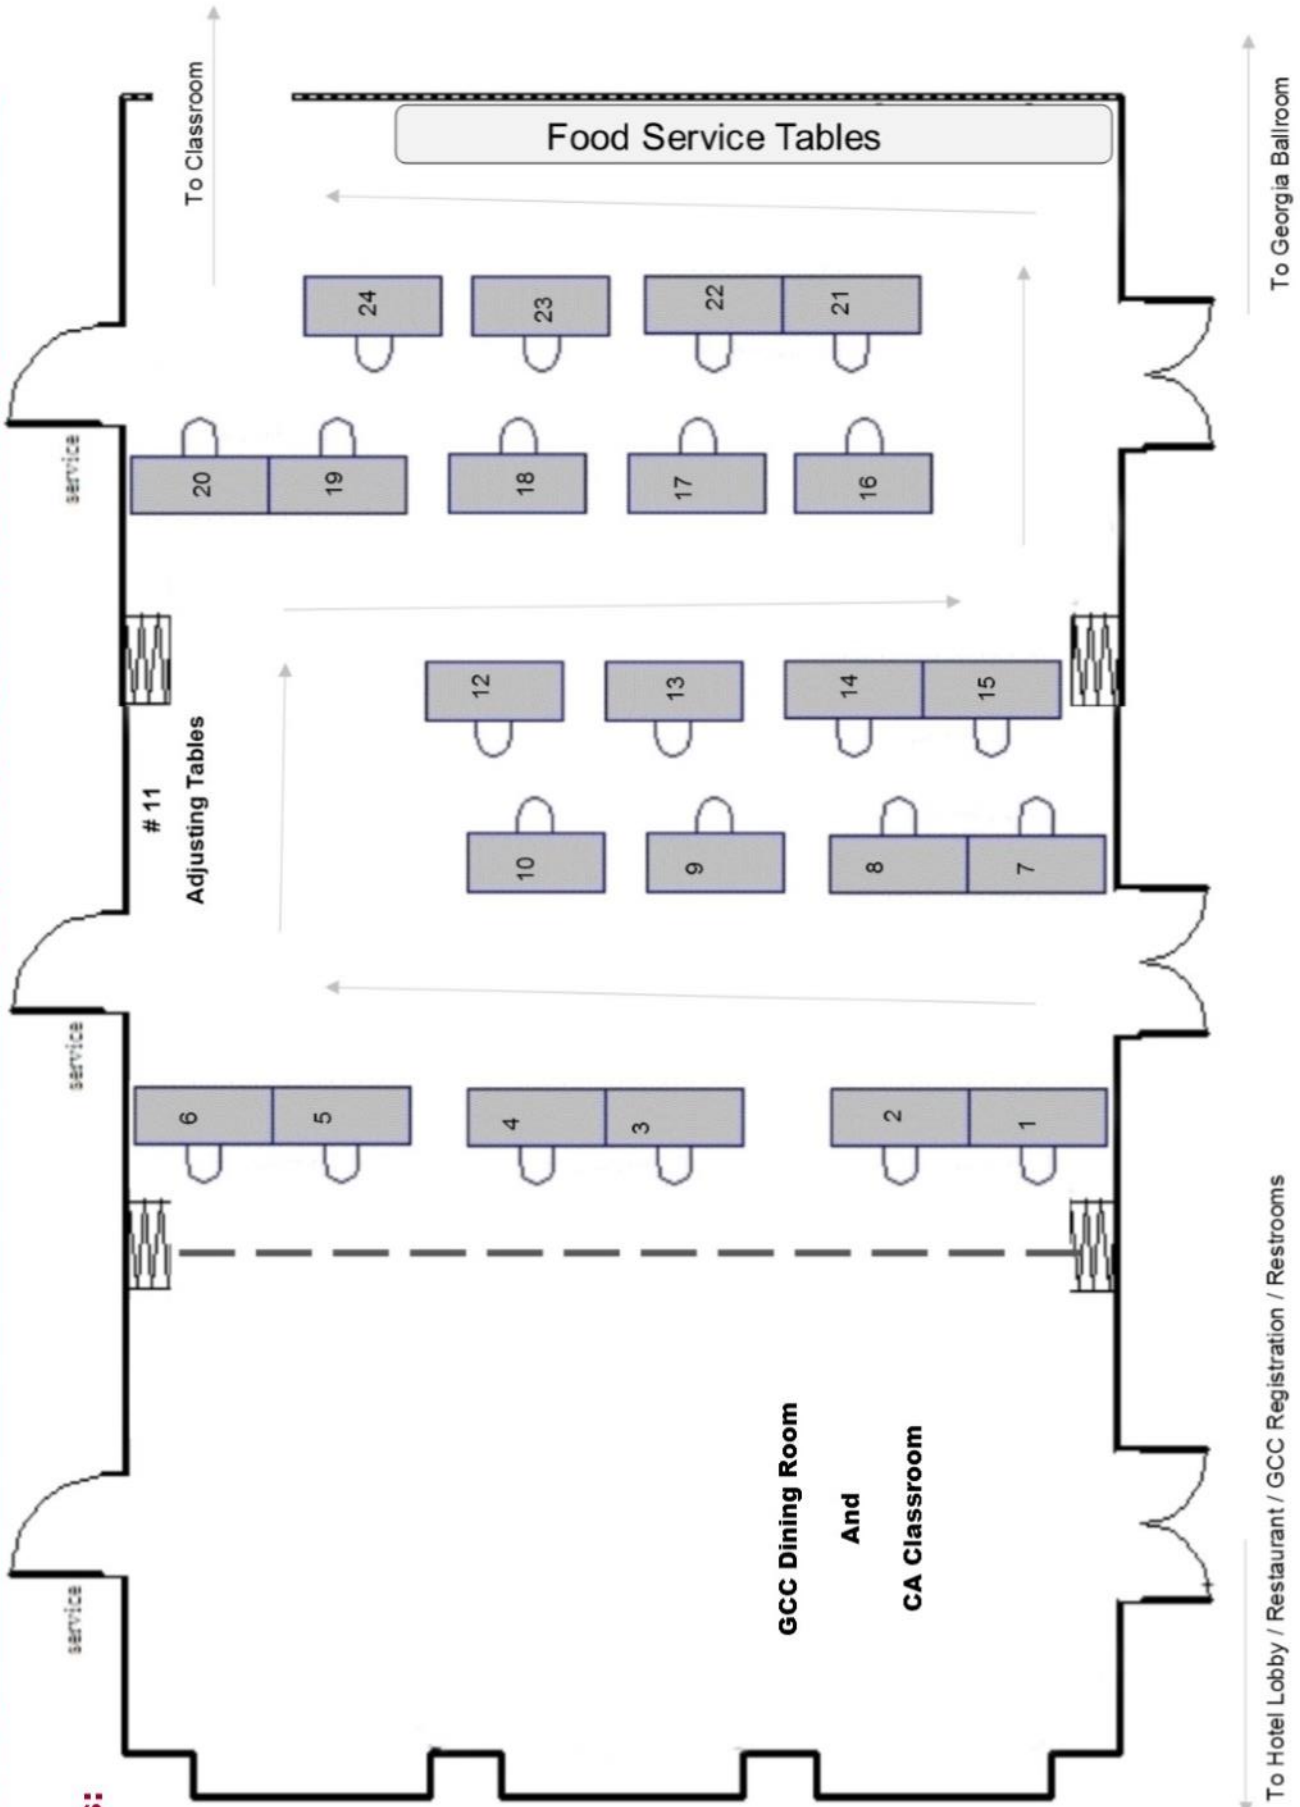 To Classroom
To Georgia Ballroom
Food Service Tables
24
23
22
21
service
20
19
18
17
16
12
13
14
15
# 11
Adjusting Tables
10
9
8
7
service
6
5
4
3
2
1
GCC Dining Room
And
CA Classroom
service
To Hotel Lobby / Restaurant / GCC Registration / Restrooms
s: